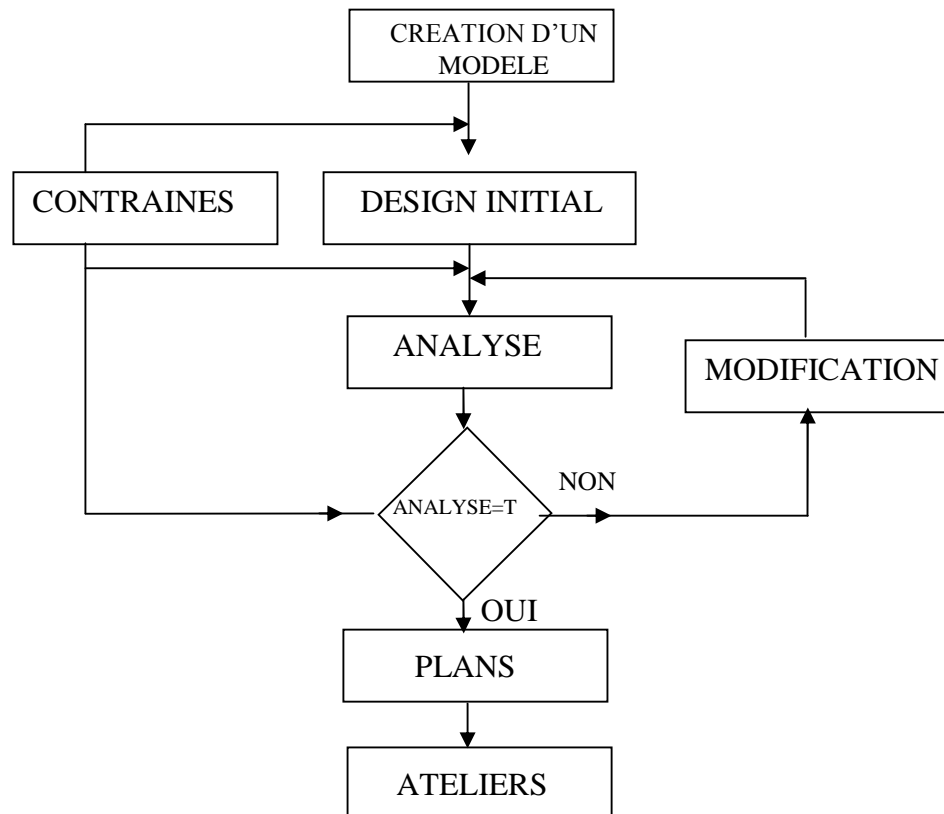 CREATION D’UN
MODELE
CONTRAINES
DESIGN INITIAL
ANALYSE
MODIFICATION
NON
ANALYSE=T
OUI
PLANS
ATELIERS